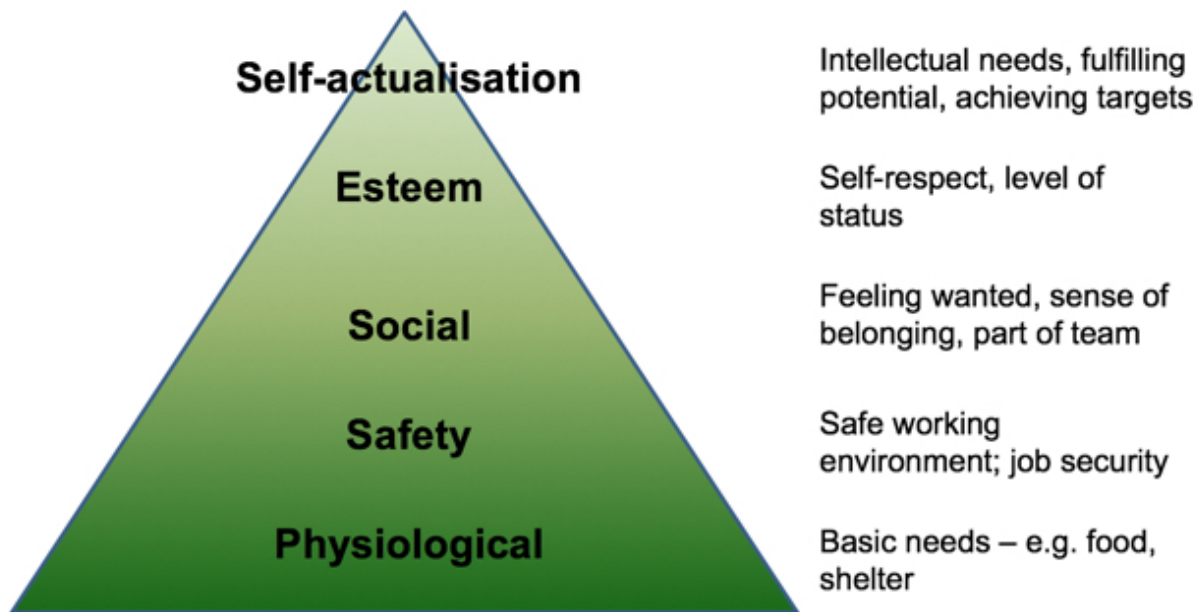 Self-actualisation
Intellectual needs, fulfilling
potential, achieving targets
Esteem
Self-respect, level of
status
Social
Feeling wanted, sense of
belonging, part of team
Safety
Safe working
environment; job security
Physiological
Basic needs – e.g. food,
shelter